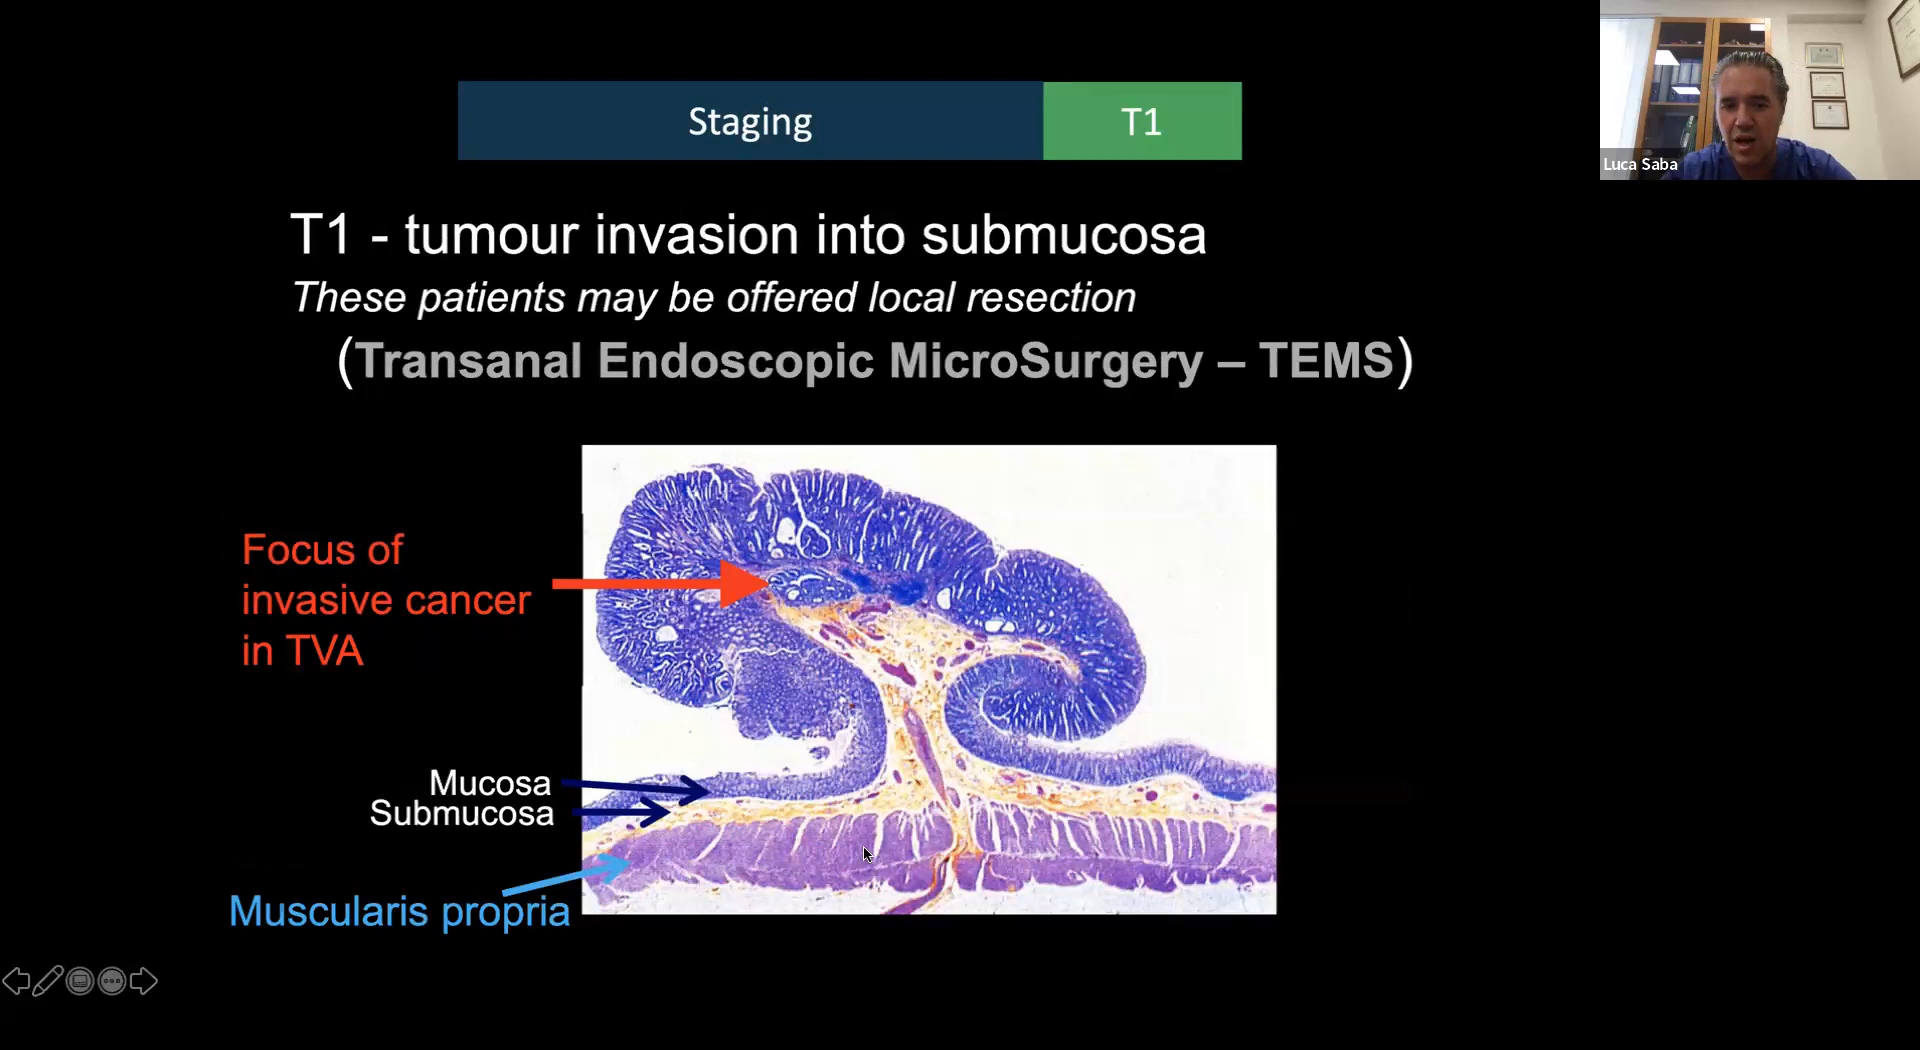 Staging T1
Luca Saba
T1 - tumour invasion into submucosa
These patients may be offered local resection
(Transanal Endoscopic MicroSurgery – TEMS)
Focus of
invasive cancer
in TVA
Mucosa
Submucosa
Muscularis propria